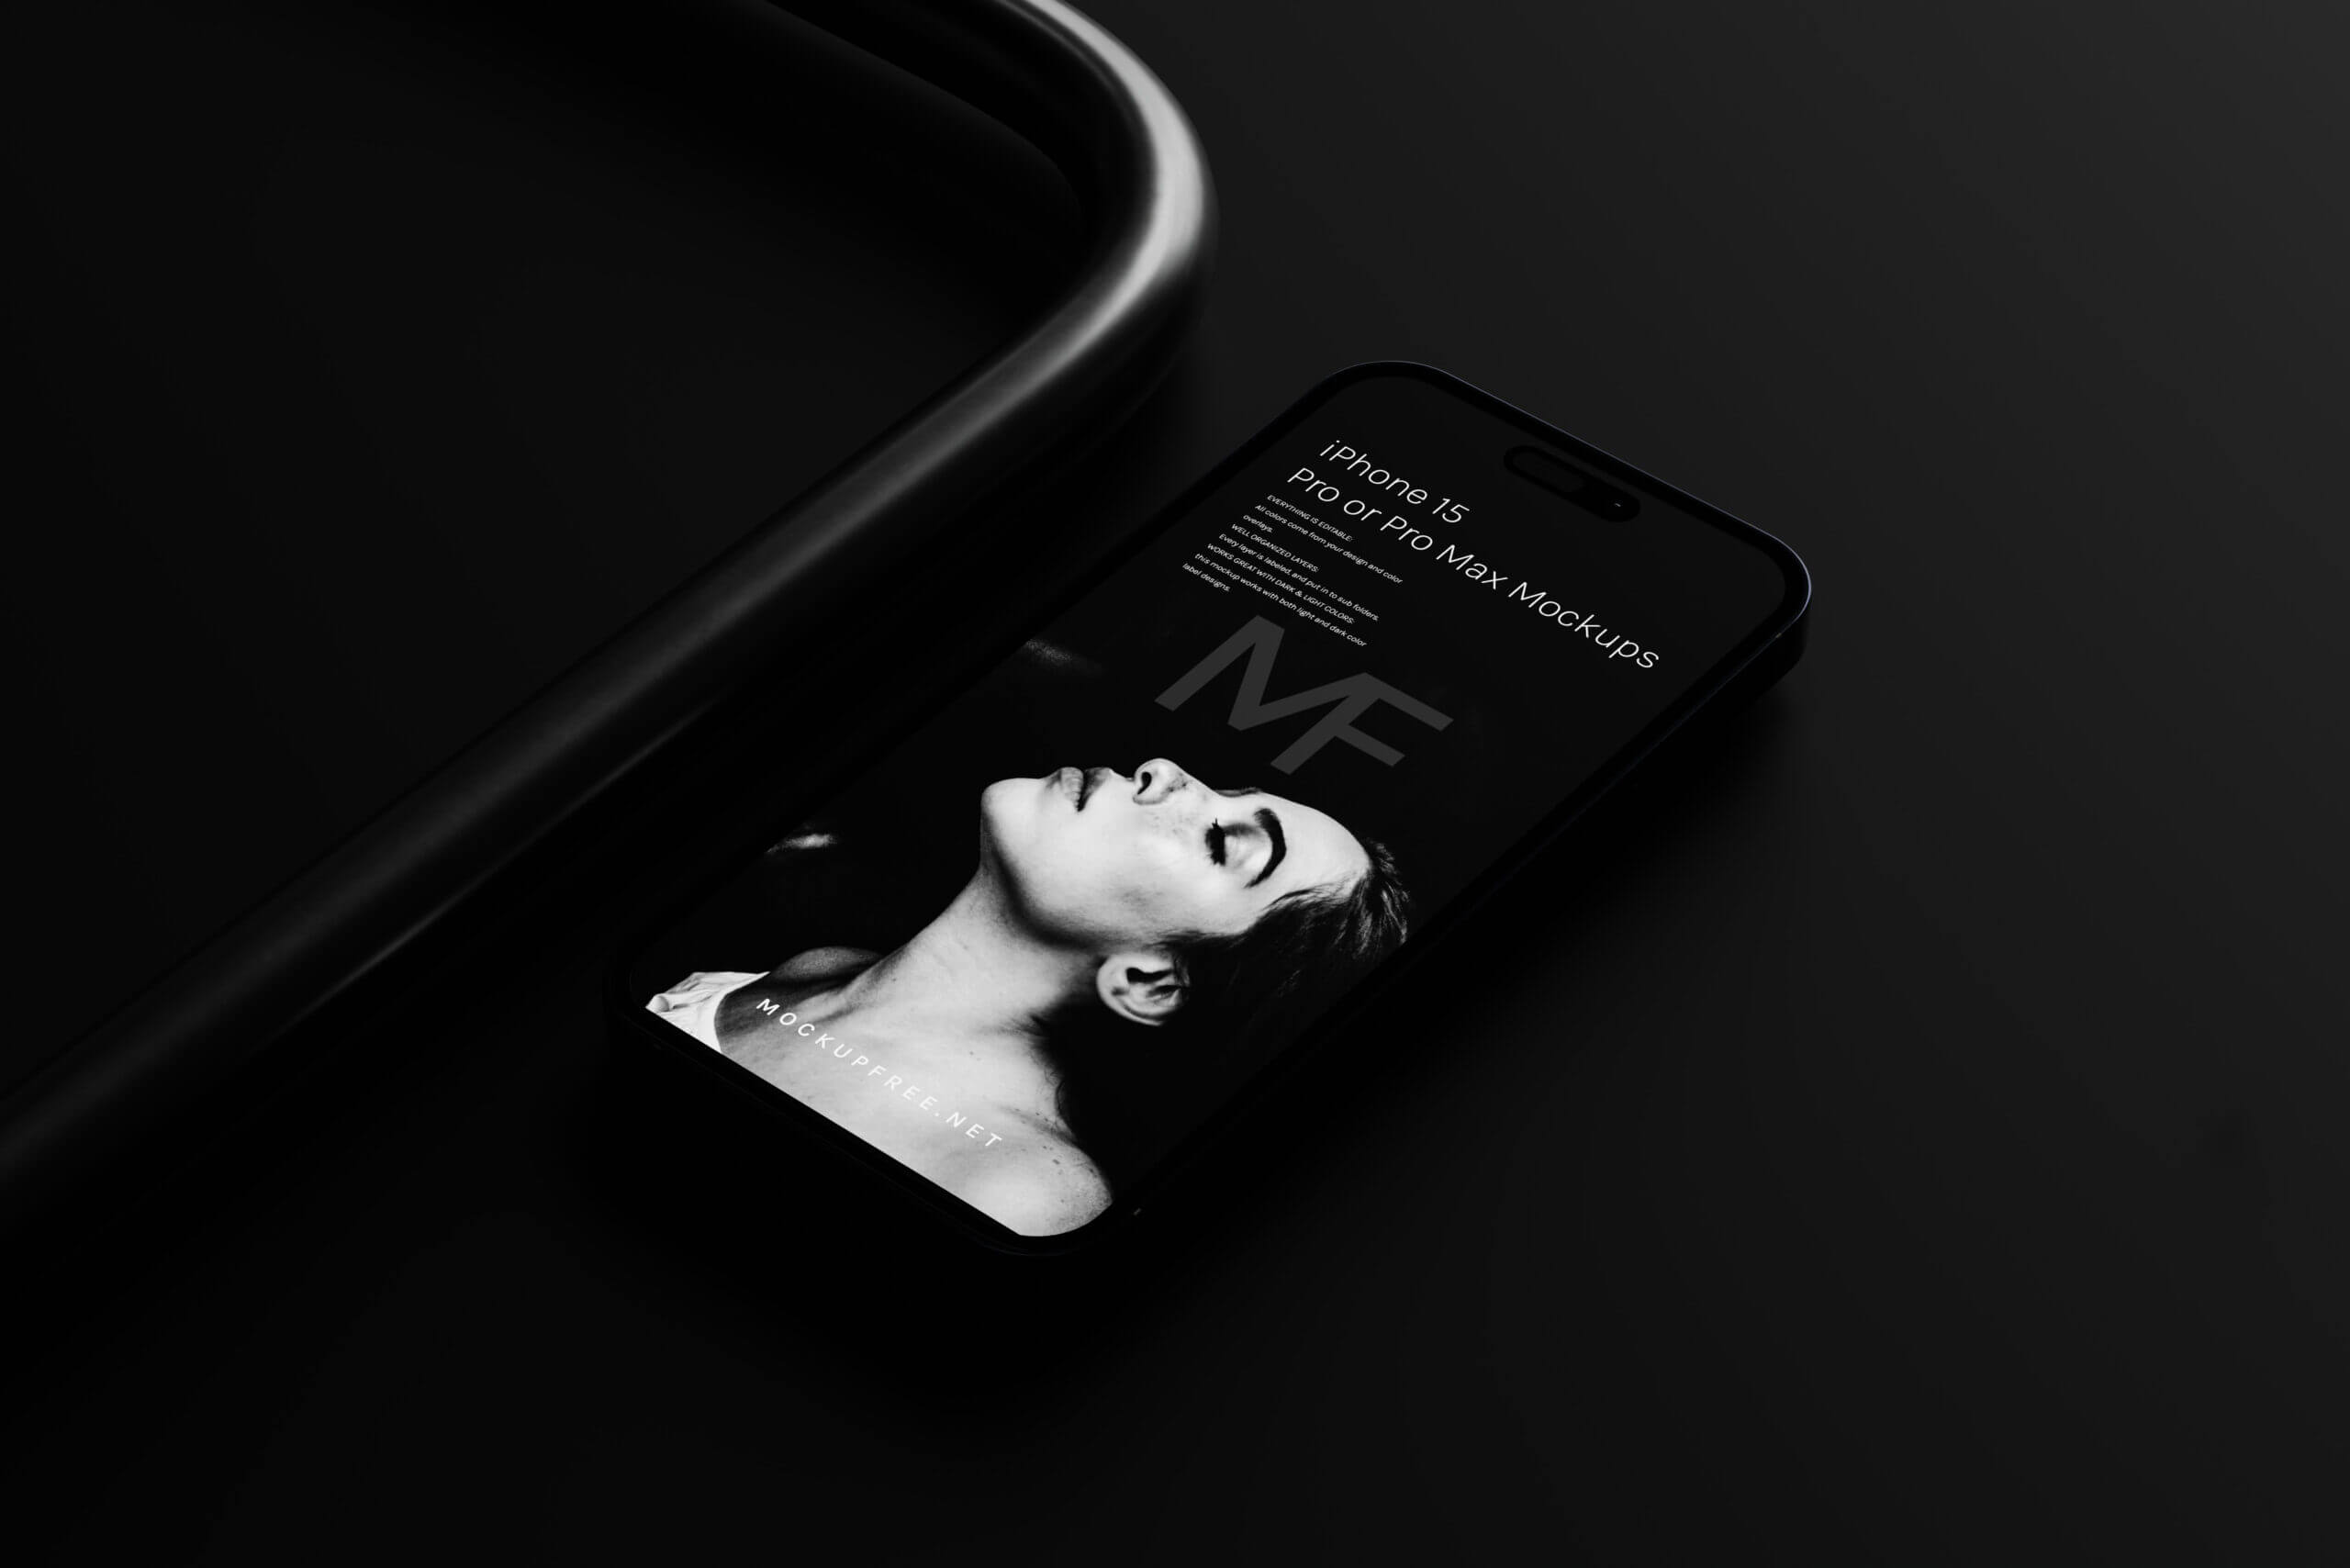 iPhone 15
Pro or Pro Max Mockups
EVERYTHING IS EDITABLE:
All colors come from your design and color
overlays.
WELL ORGANIZED LAYERS:
Every layer is labeled, and put in to sub folders.
WORKS GREAT WITH DARK & LIGHT COLORS:
this mockup works with both light and dark color
label designs.
MF
MOCKUPFREE.NET